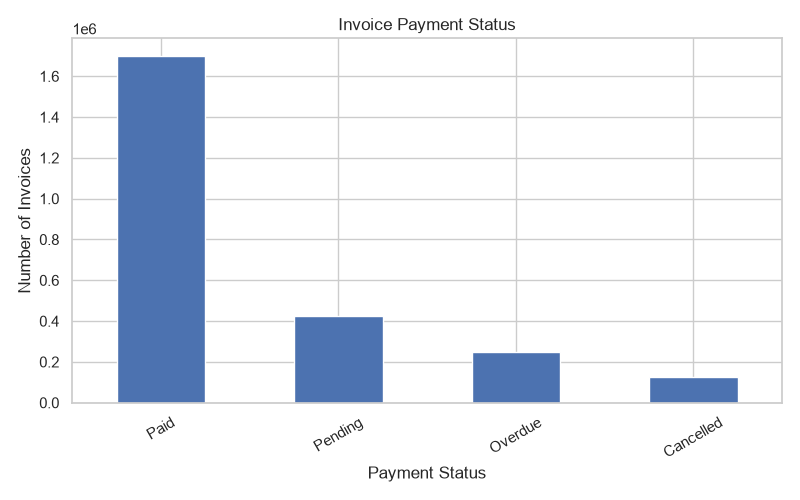 Invoice Payment Status
1e6
1.6
1.4
1.2
1.0
0.8
0.6
0.4
0.2
0.0
Number of Invoices
Paid
Pending
Overdue
Cancelled
Payment Status